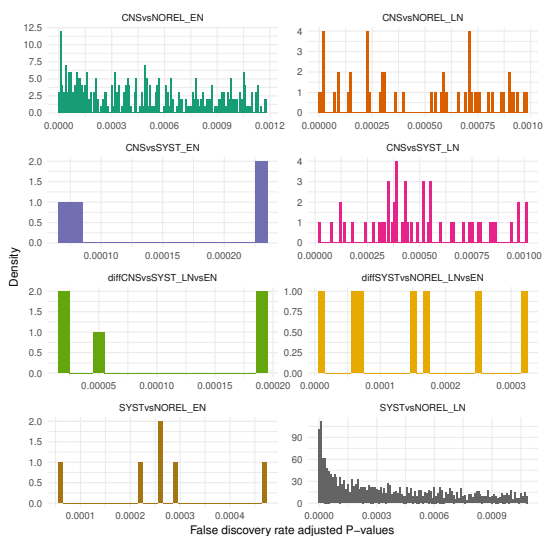 CNSvsNOREL_EN
CNSvsNOREL_LN
12.5
10.0
7.5
5.0
2.5
0.0
0.0000 0.0003 0.0006 0.0009 0.0012
4
3
2
1
0
0.00000 0.00025 0.00050 0.00075 0.00100
CNSvsSYST_EN
CNSvsSYST_LN
2.0
1.5
1.0
0.5
0.0
0.00010 0.00015 0.00020
4
3
2
1
0
0.00000 0.00025 0.00050 0.00075 0.00100
Density
diffCNSvsSYST_LNvsEN
diffSYSTvsNOREL_LNvsEN
2.0
1.5
1.0
0.5
0.0
0.00005 0.00010 0.00015 0.00020
1.00
0.75
0.50
0.25
0.00
0.0000 0.0001 0.0002 0.0003
SYSTvsNOREL_EN
SYSTvsNOREL_LN
2.0
1.5
1.0
0.5
0.0
0.0001 0.0002 0.0003 0.0004
90
60
30
0
0.0000 0.0003 0.0006 0.0009
False discovery rate adjusted P−values